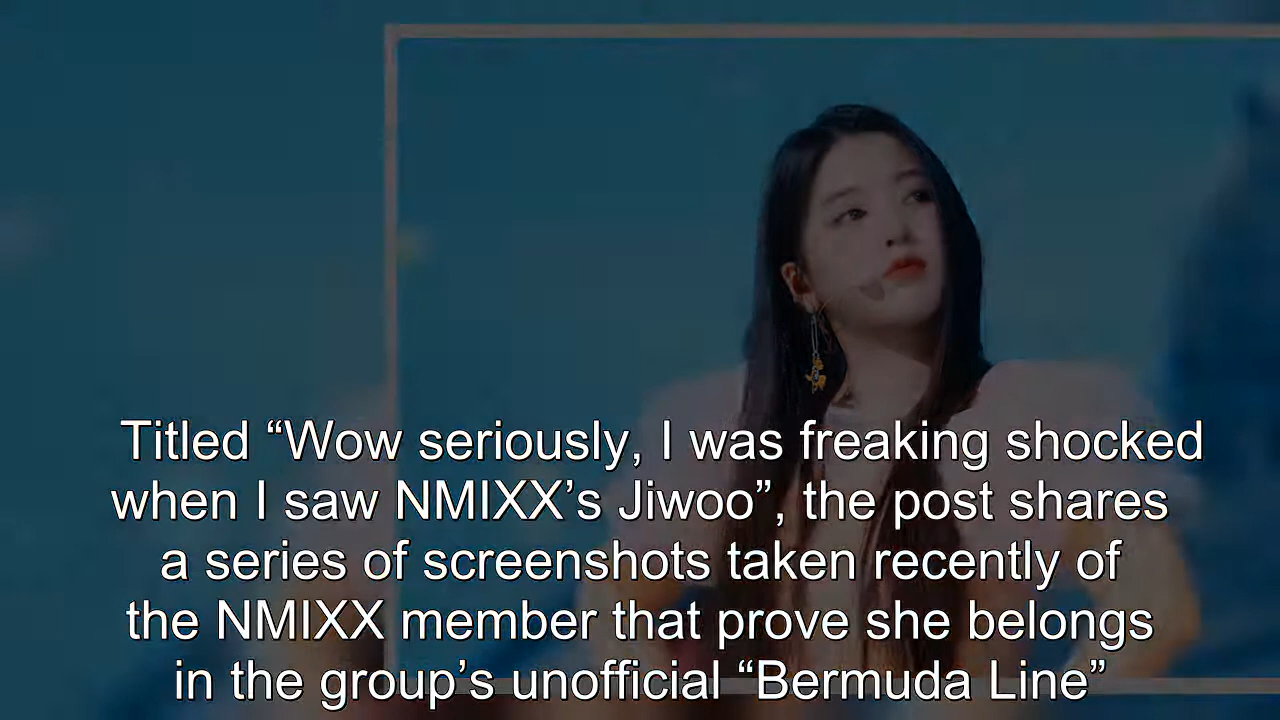 Titled “Wow seriously, I was freaking shocked
when I saw NMIXX’s Jiwoo”, the post shares
a series of screenshots taken recently of
the NMIXX member that prove she belongs
in the group’s unofficial “Bermuda Line”